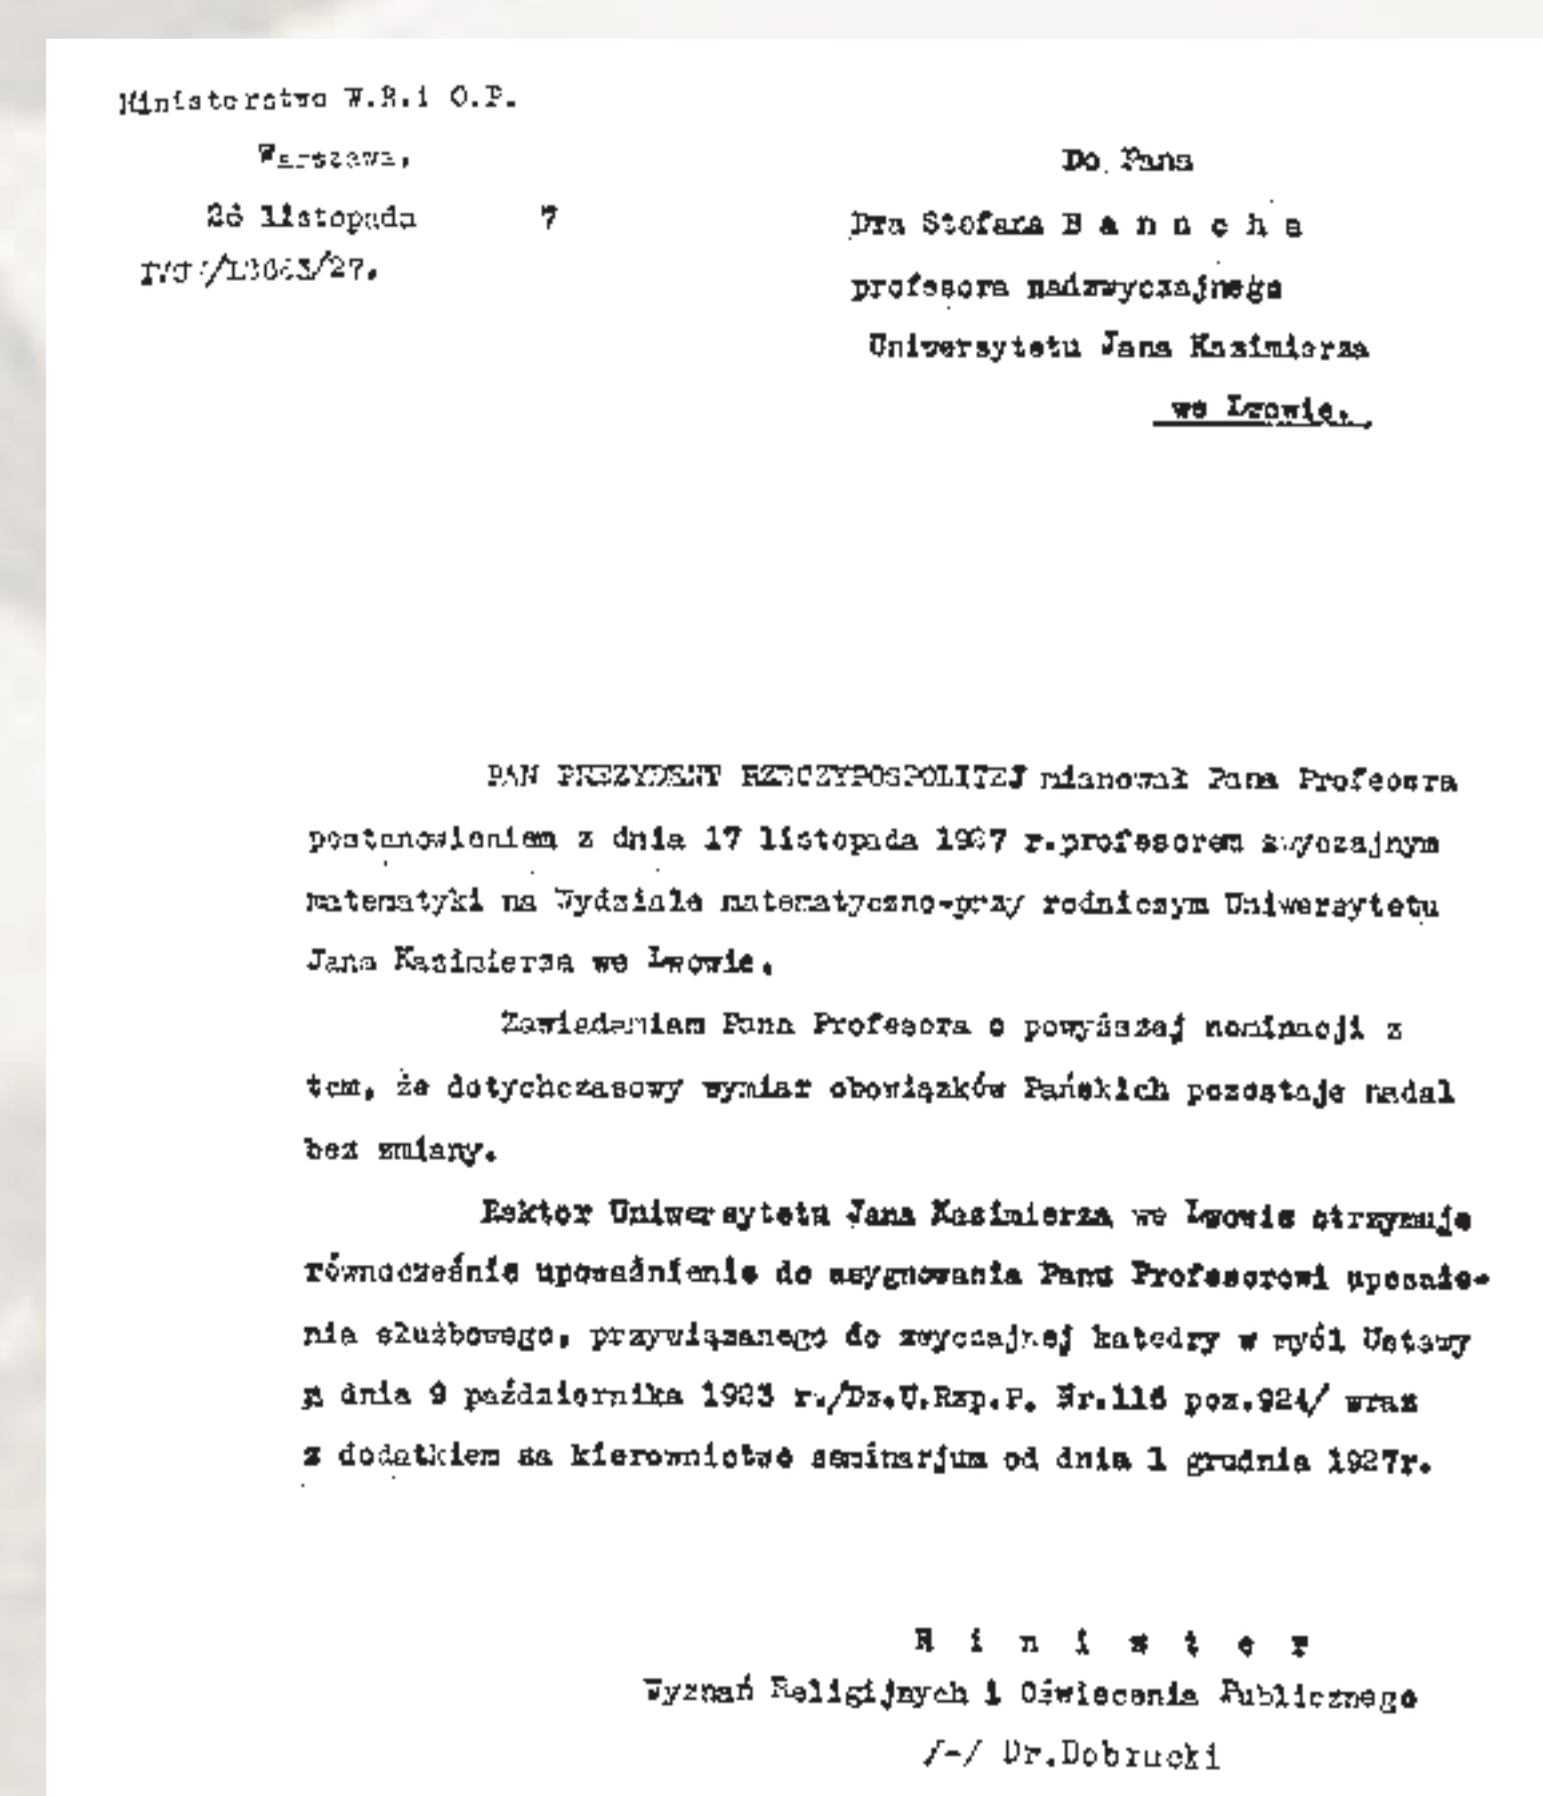 Ministerstwo W.R.i O.P.
Warszawa,
26 listopada 7
Do Pana
Dra Stefana B a n a c h a
profesora nadzwyczajnego
Uniwersytetu Jana Kazimierza
we Lwowie.
PAN PREZYDENT RZECZYPOSPOLITEJ mianował Pana Profesora
postanowieniem z dnia 17 listopada 1927 r.profesorem zwyczajnym
matematyki na Wydziale matematyczno-przy rodniczym Uniwersytetu
Jana Kazimierza we Lwowie.
Zawiadamiam Pana Profesora o powyższej nominacji z
tem, że dotychczasowy wymiar obowiązków Pańskich pozostaje nadal
bez zmiany.
Rektor Uniwersytetu Jana Kazimierza we Lwowie otrzymuje
równocześnie upoważnienie do asygnowania Panu Profesorowi uposaże-
nia służbowego, przywiązanego do zwyczajnej katedry w myśl Ustawy
z dnia 9 października 1923 r./Dz.U.Rzp.P. Nr.116 poz.924/ wraz
z dodatkiem za kierownictwo seminarjum od dnia 1 grudnia 1927r.
M i n i s t e r
Wyznań Religijnych i Oświecenia Publicznego
/-/ Dr.Dobrucki